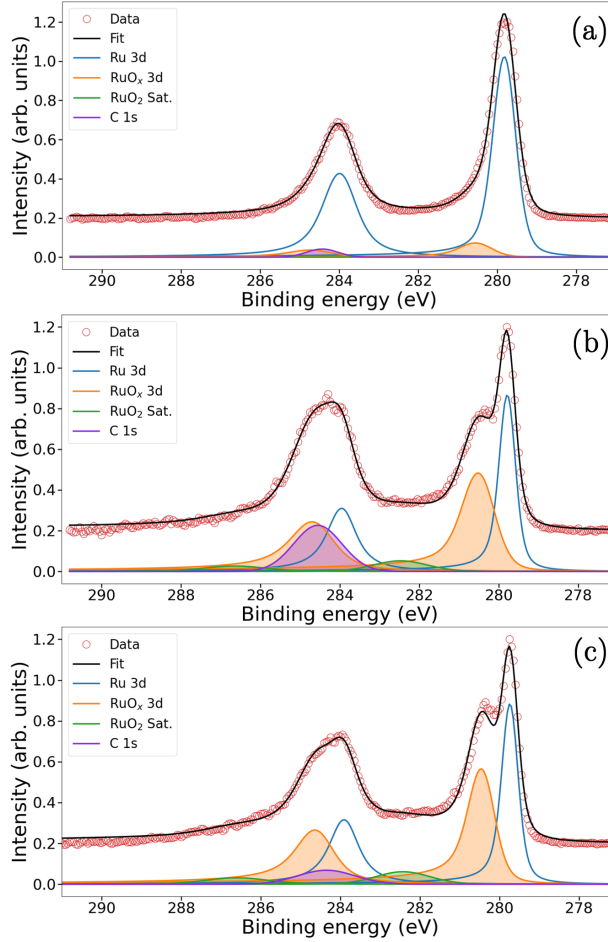 (a)
Data
Fit
Ru 3d
RuOₓ 3d
RuO₂ Sat.
C 1s
Intensity (arb. units)
1.2
1.0
0.8
0.6
0.4
0.2
0.0
290 288 286 284 282 280 278
Binding energy (eV)
(b)
Data
Fit
Ru 3d
RuOₓ 3d
RuO₂ Sat.
C 1s
Intensity (arb. units)
1.2
1.0
0.8
0.6
0.4
0.2
0.0
290 288 286 284 282 280 278
Binding energy (eV)
(c)
Data
Fit
Ru 3d
RuOₓ 3d
RuO₂ Sat.
C 1s
Intensity (arb. units)
1.2
1.0
0.8
0.6
0.4
0.2
0.0
290 288 286 284 282 280 278
Binding energy (eV)